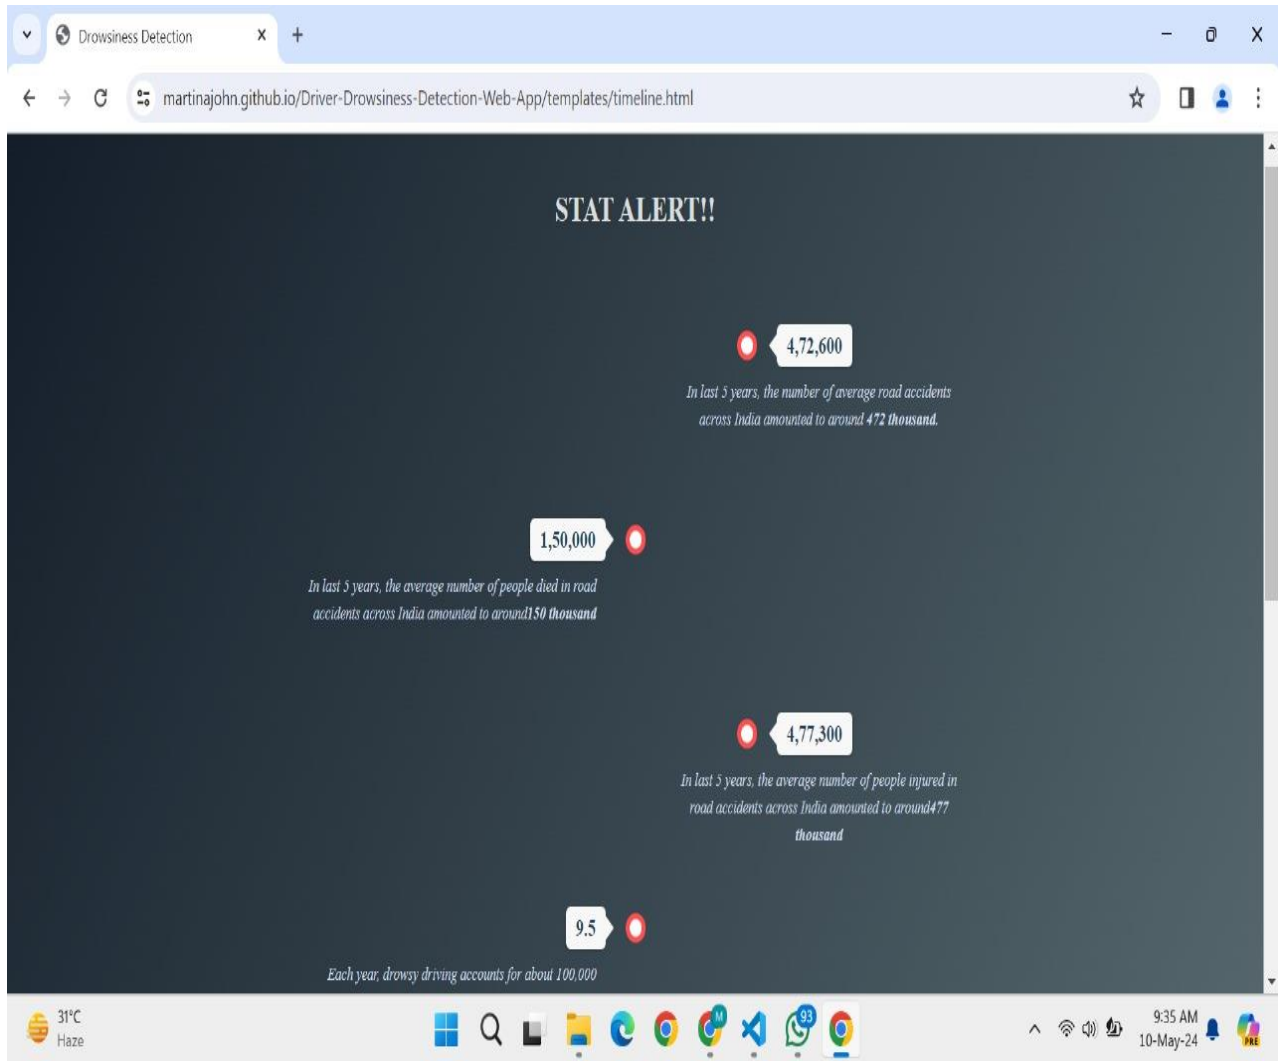 Drowsiness Detection
martinajohn.github.io/Driver-Drowsiness-Detection-Web-App/templates/timeline.html
STAT ALERT!!
4,72,600
In last 5 years, the number of average road accidents
across India amounted to around 472 thousand.
1,50,000
In last 5 years, the average number of people died in road
accidents across India amounted to around150 thousand
4,77,300
In last 5 years, the average number of people injured in
road accidents across India amounted to around477
thousand
9.5
Each year, drowsy driving accounts for about 100,000
31°C
Haze
M
93
9:35 AM
10-May-24
PRE